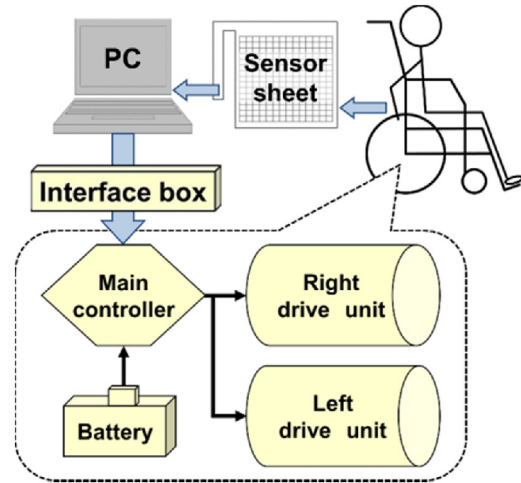 PC
Sensor
sheet
Interface box
Main
controller
Right
drive unit
Battery
Left
drive unit